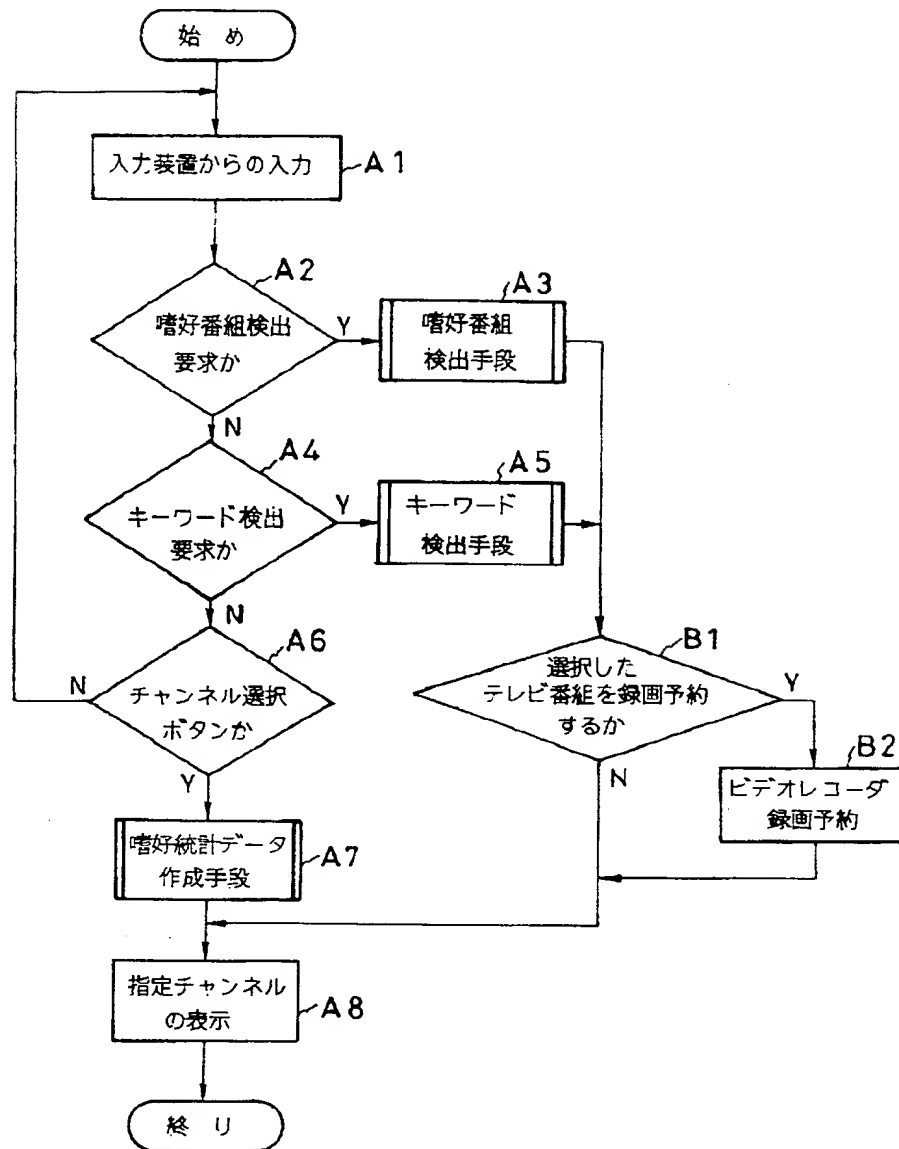 始め
入力装置からの入力
A1
A2
嗜好番組検出
要求か
Y
N
A3
嗜好番組
検出手段
A4
キーワード検出
要求か
Y
N
A5
キーワード
検出手段
A6
チャンネル選択
ボタンか
N
Y
B1
選択した
テレビ番組を録画予約
するか
Y
N
B2
ビデオレコーダ
録画予約
嗜好統計データ
作成手段
A7
指定チャンネル
の表示
A8
終り